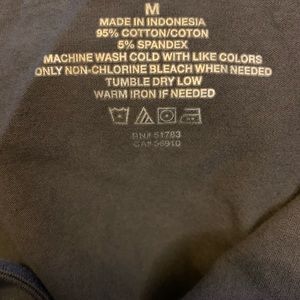 M
MADE IN INDONESIA
95% COTTON/COTON
5% SPANDEX
MACHINE WASH COLD WITH LIKE COLORS
ONLY NON-CHLORINE BLEACH WHEN NEEDED
TUMBLE DRY LOW
WARM IRON IF NEEDED
RN# 51783
CA# 56910